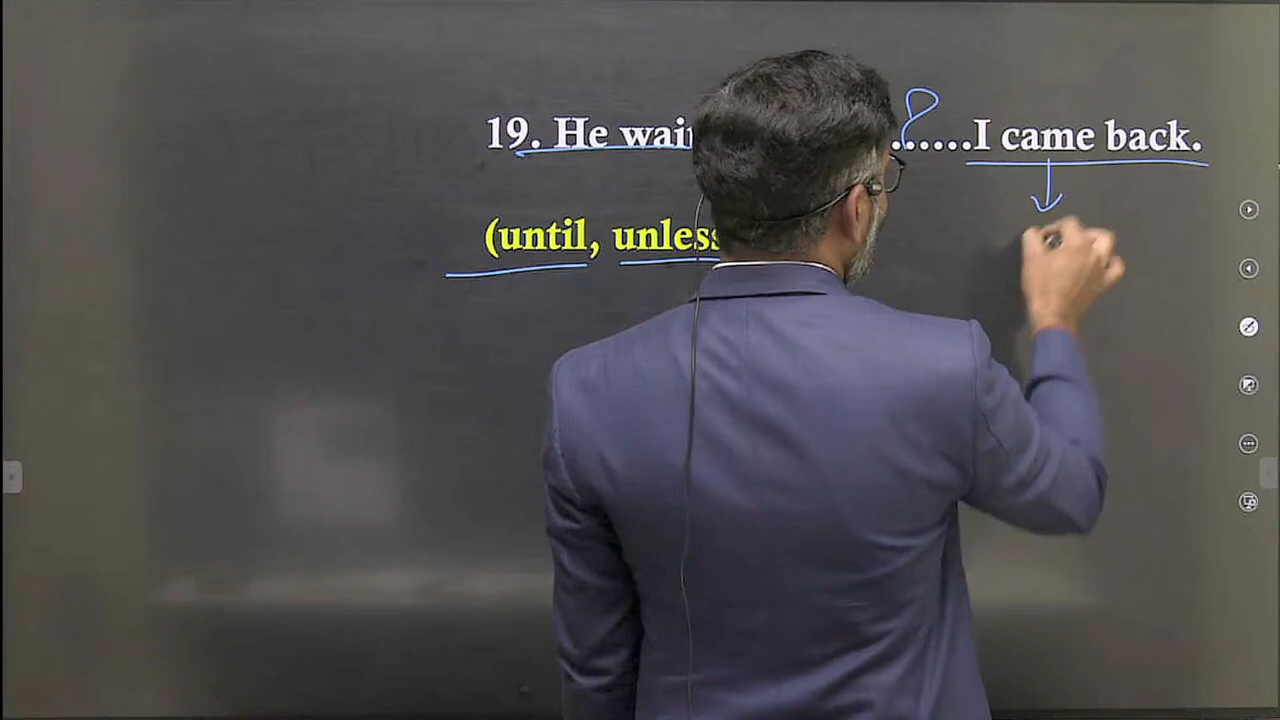 19. He wai ......I came back.
(until, unless